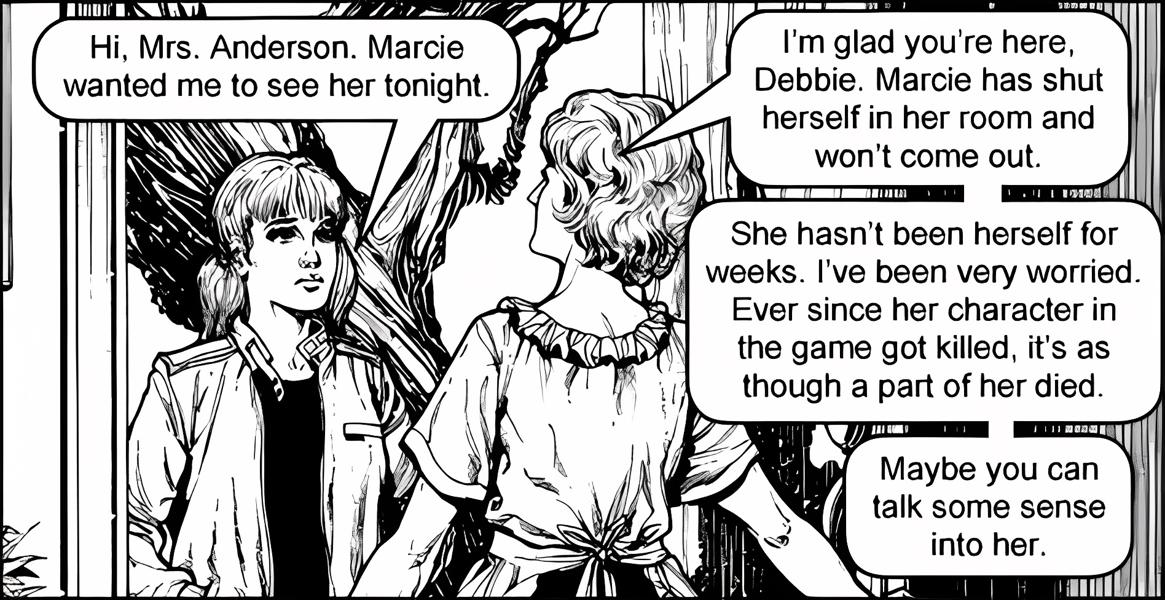 Hi, Mrs. Anderson. Marcie
wanted me to see her tonight.
I'm glad you're here,
Debbie. Marcie has shut
herself in her room and
won't come out.
She hasn't been herself for
weeks. I've been very worried.
Ever since her character in
the game got killed, it's as
though a part of her died.
Maybe you can
talk some sense
into her.